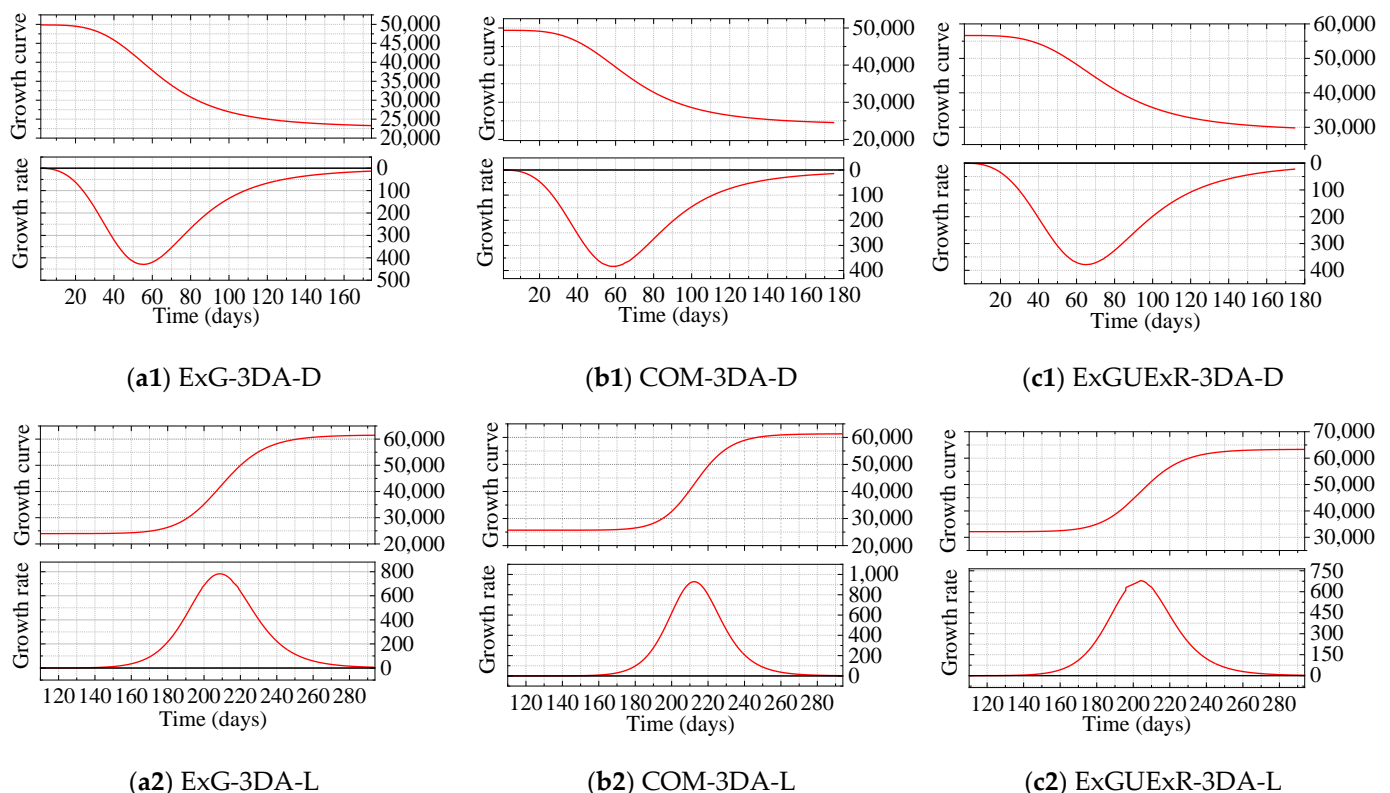 Growth curve
50,000
45,000
40,000
35,000
30,000
25,000
20,000
Growth rate
0
100
200
300
400
500
20 40 60 80 100 120 140 160
Time (days)
(a1) ExG-3DA-D
Growth curve
50,000
40,000
30,000
20,000
Growth rate
0
100
200
300
400
20 40 60 80 100 120 140 160 180
Time (days)
(b1) COM-3DA-D
Growth curve
60,000
50,000
40,000
30,000
Growth rate
0
100
200
300
400
20 40 60 80 100 120 140 160 180
Time (days)
(c1) ExGUExR-3DA-D
Growth curve
60,000
50,000
40,000
30,000
20,000
Growth rate
800
600
400
200
0
120 140 160 180 200 220 240 260 280
Time (days)
(a2) ExG-3DA-L
Growth curve
60,000
50,000
40,000
30,000
20,000
Growth rate
1,000
800
600
400
200
0
120 140 160 180 200 220 240 260 280
Time (days)
(b2) COM-3DA-L
Growth curve
70,000
60,000
50,000
40,000
30,000
Growth rate
750
600
450
300
150
0
120 140 160 180 200 220 240 260 280
Time (days)
(c2) ExGUExR-3DA-L